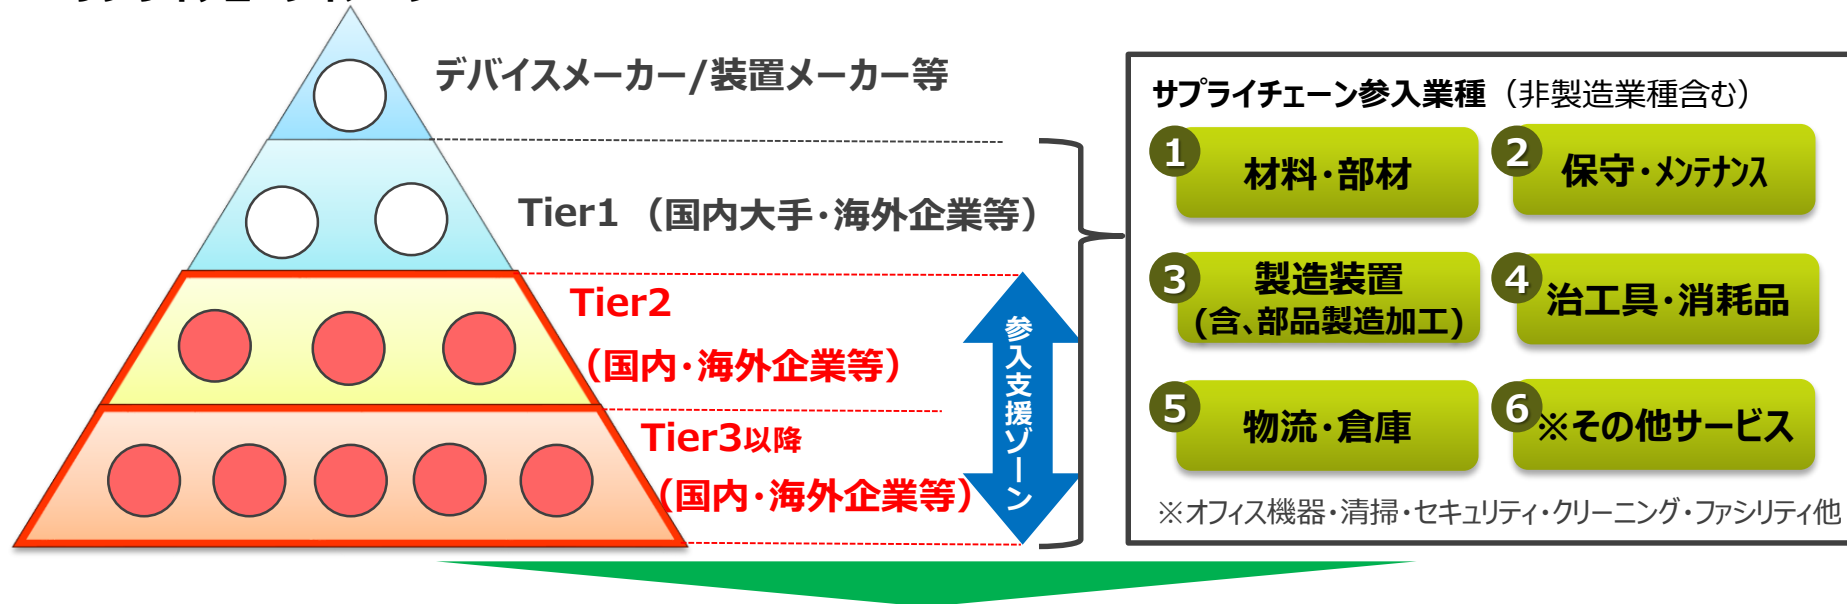 デバイスメーカー/装置メーカー等
Tier1 （国内大手・海外企業等）
Tier2
（国内・海外企業等）
Tier3以降
（国内・海外企業等）
参入支援ゾーン
サプライチェーン参入業種（非製造業種含む）
1 材料・部材
2 保守・メンテナンス
3 製造装置
(含、部品製造加工)
4 治工具・消耗品
5 物流・倉庫
6 ※その他サービス
※オフィス機器・清掃・セキュリティ・クリーニング・ファシリティ他